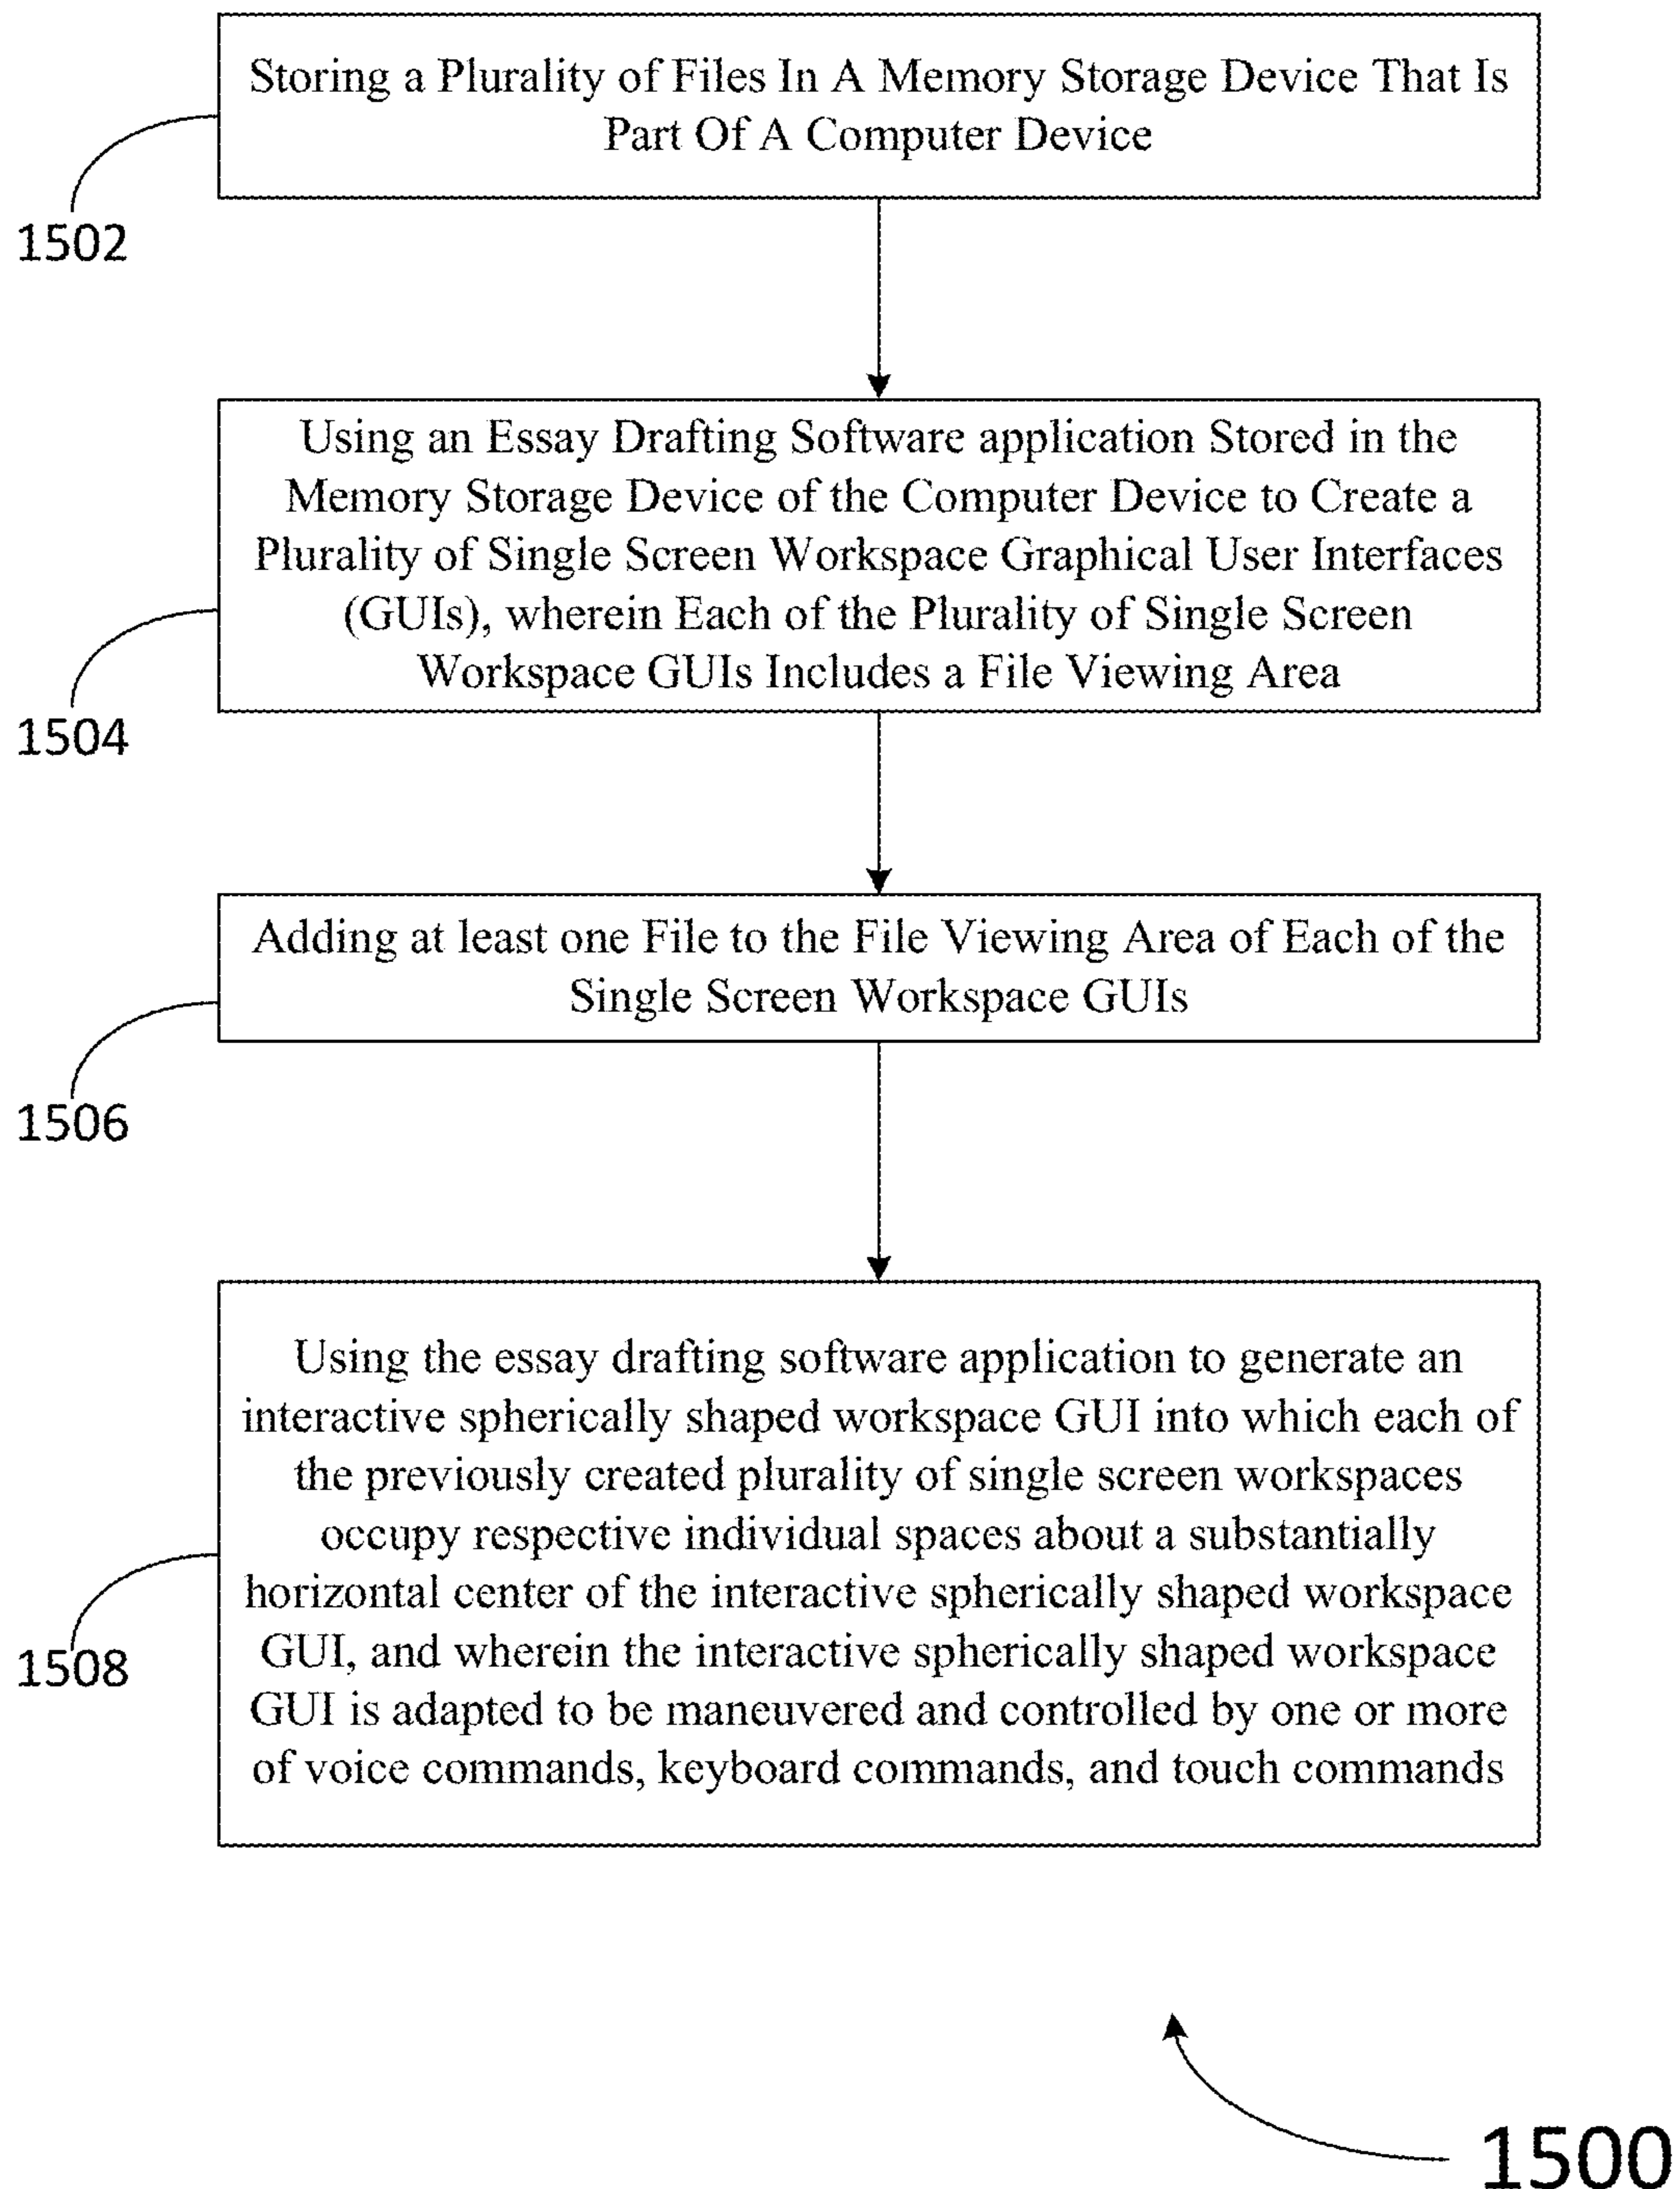 Storing a Plurality of Files In A Memory Storage Device That Is
Part Of A Computer Device
1502
Using an Essay Drafting Software application Stored in the
Memory Storage Device of the Computer Device to Create a
Plurality of Single Screen Workspace Graphical User Interfaces
(GUIs), wherein Each of the Plurality of Single Screen
Workspace GUIs Includes a File Viewing Area
1504
Adding at least one File to the File Viewing Area of Each of the
Single Screen Workspace GUIs
1506
Using the essay drafting software application to generate an
interactive spherically shaped workspace GUI into which each of
the previously created plurality of single screen workspaces
occupy respective individual spaces about a substantially
horizontal center of the interactive spherically shaped workspace
GUI, and wherein the interactive spherically shaped workspace
GUI is adapted to be maneuvered and controlled by one or more
of voice commands, keyboard commands, and touch commands
1508
1500